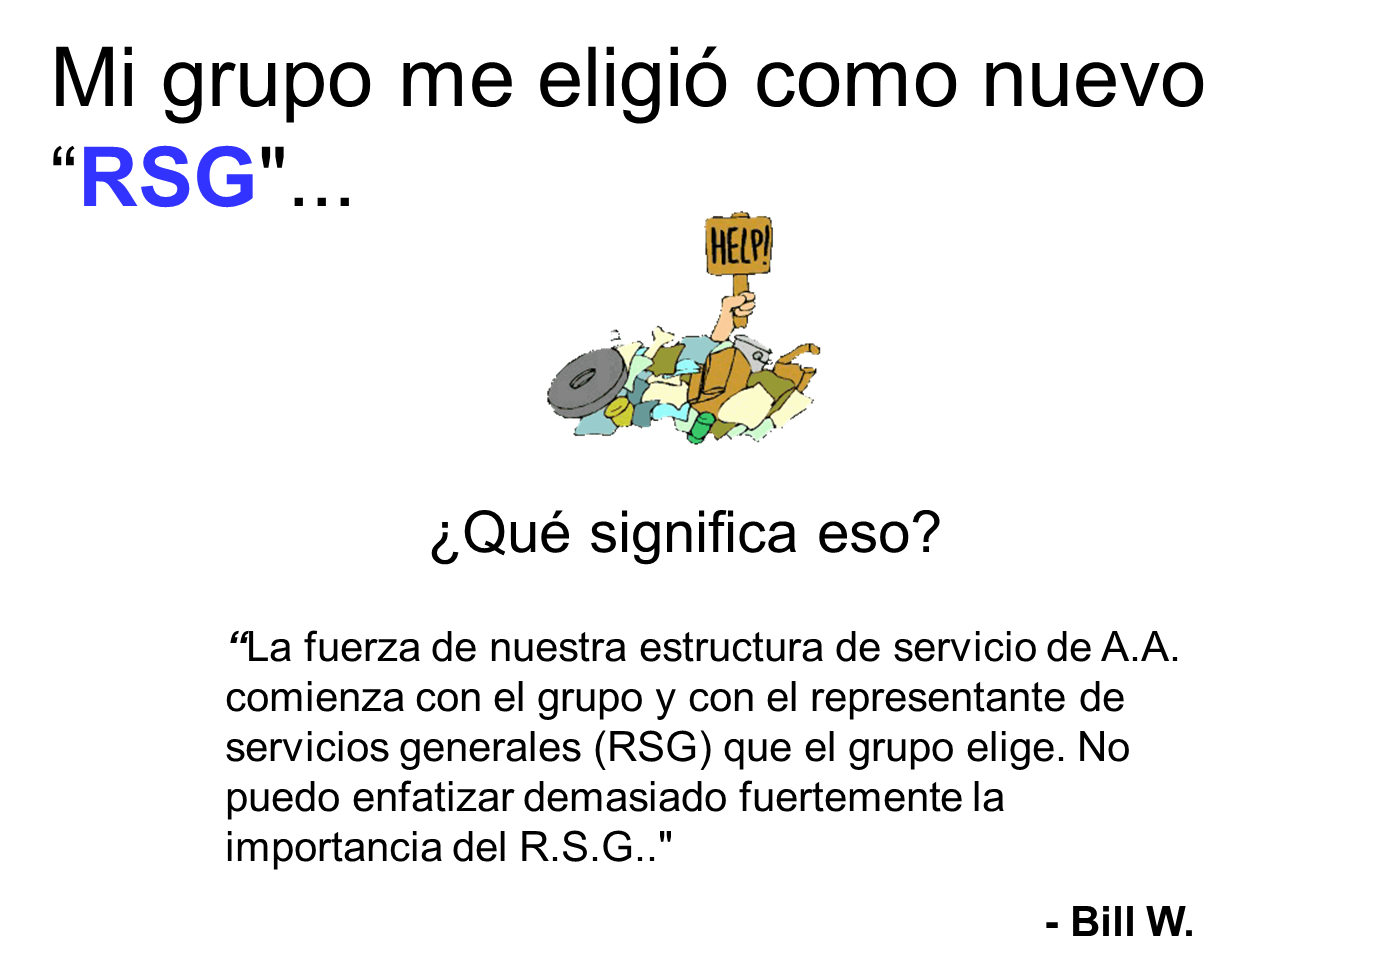 Mi grupo me eligió como nuevo
“RSG"...
HELP!
¿Qué significa eso?
“La fuerza de nuestra estructura de servicio de A.A.
comienza con el grupo y con el representante de
servicios generales (RSG) que el grupo elige. No
puedo enfatizar demasiado fuertemente la
importancia del R.S.G.."
- Bill W.